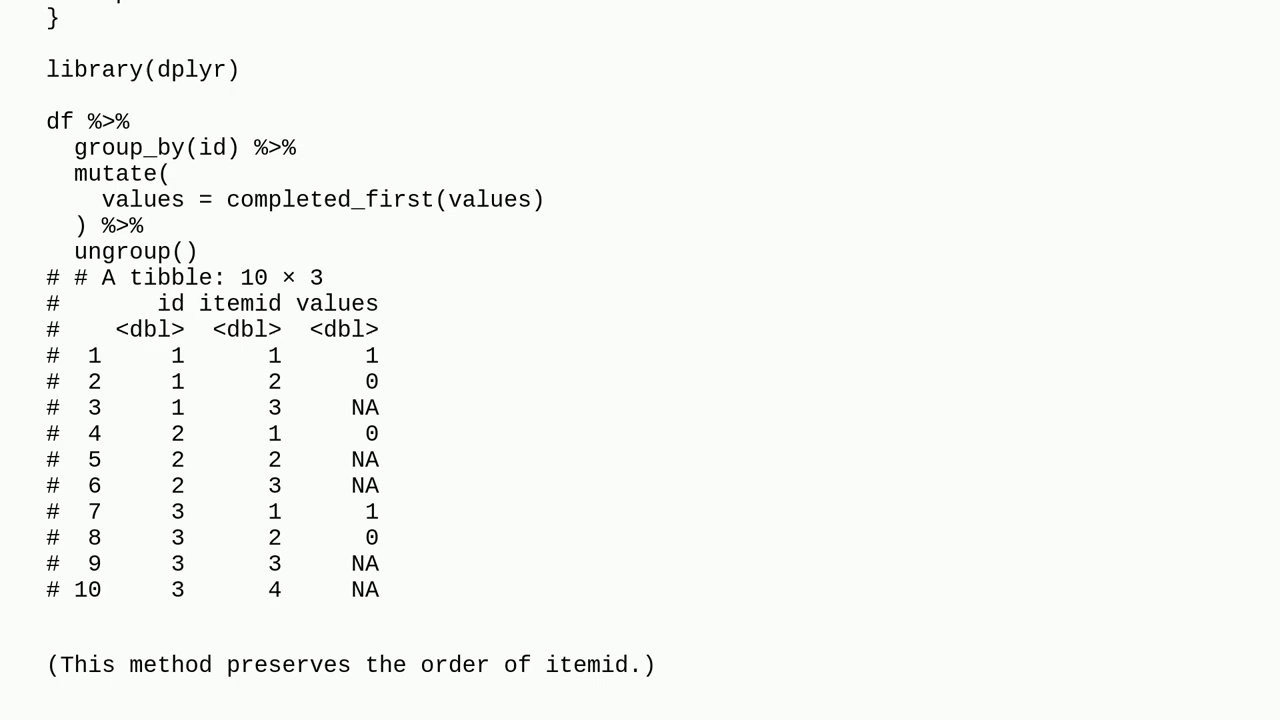 }
library(dplyr)
df %>%
  group_by(id) %>%
  mutate(
    values = completed_first(values)
  ) %>%
  ungroup()
# # A tibble: 10 × 3
#       id itemid values
#    <dbl>  <dbl>  <dbl>
#  1     1      1      1
#  2     1      2      0
#  3     1      3     NA
#  4     2      1      0
#  5     2      2     NA
#  6     2      3     NA
#  7     3      1      1
#  8     3      2      0
#  9     3      3     NA
# 10     3      4     NA
(This method preserves the order of itemid.)